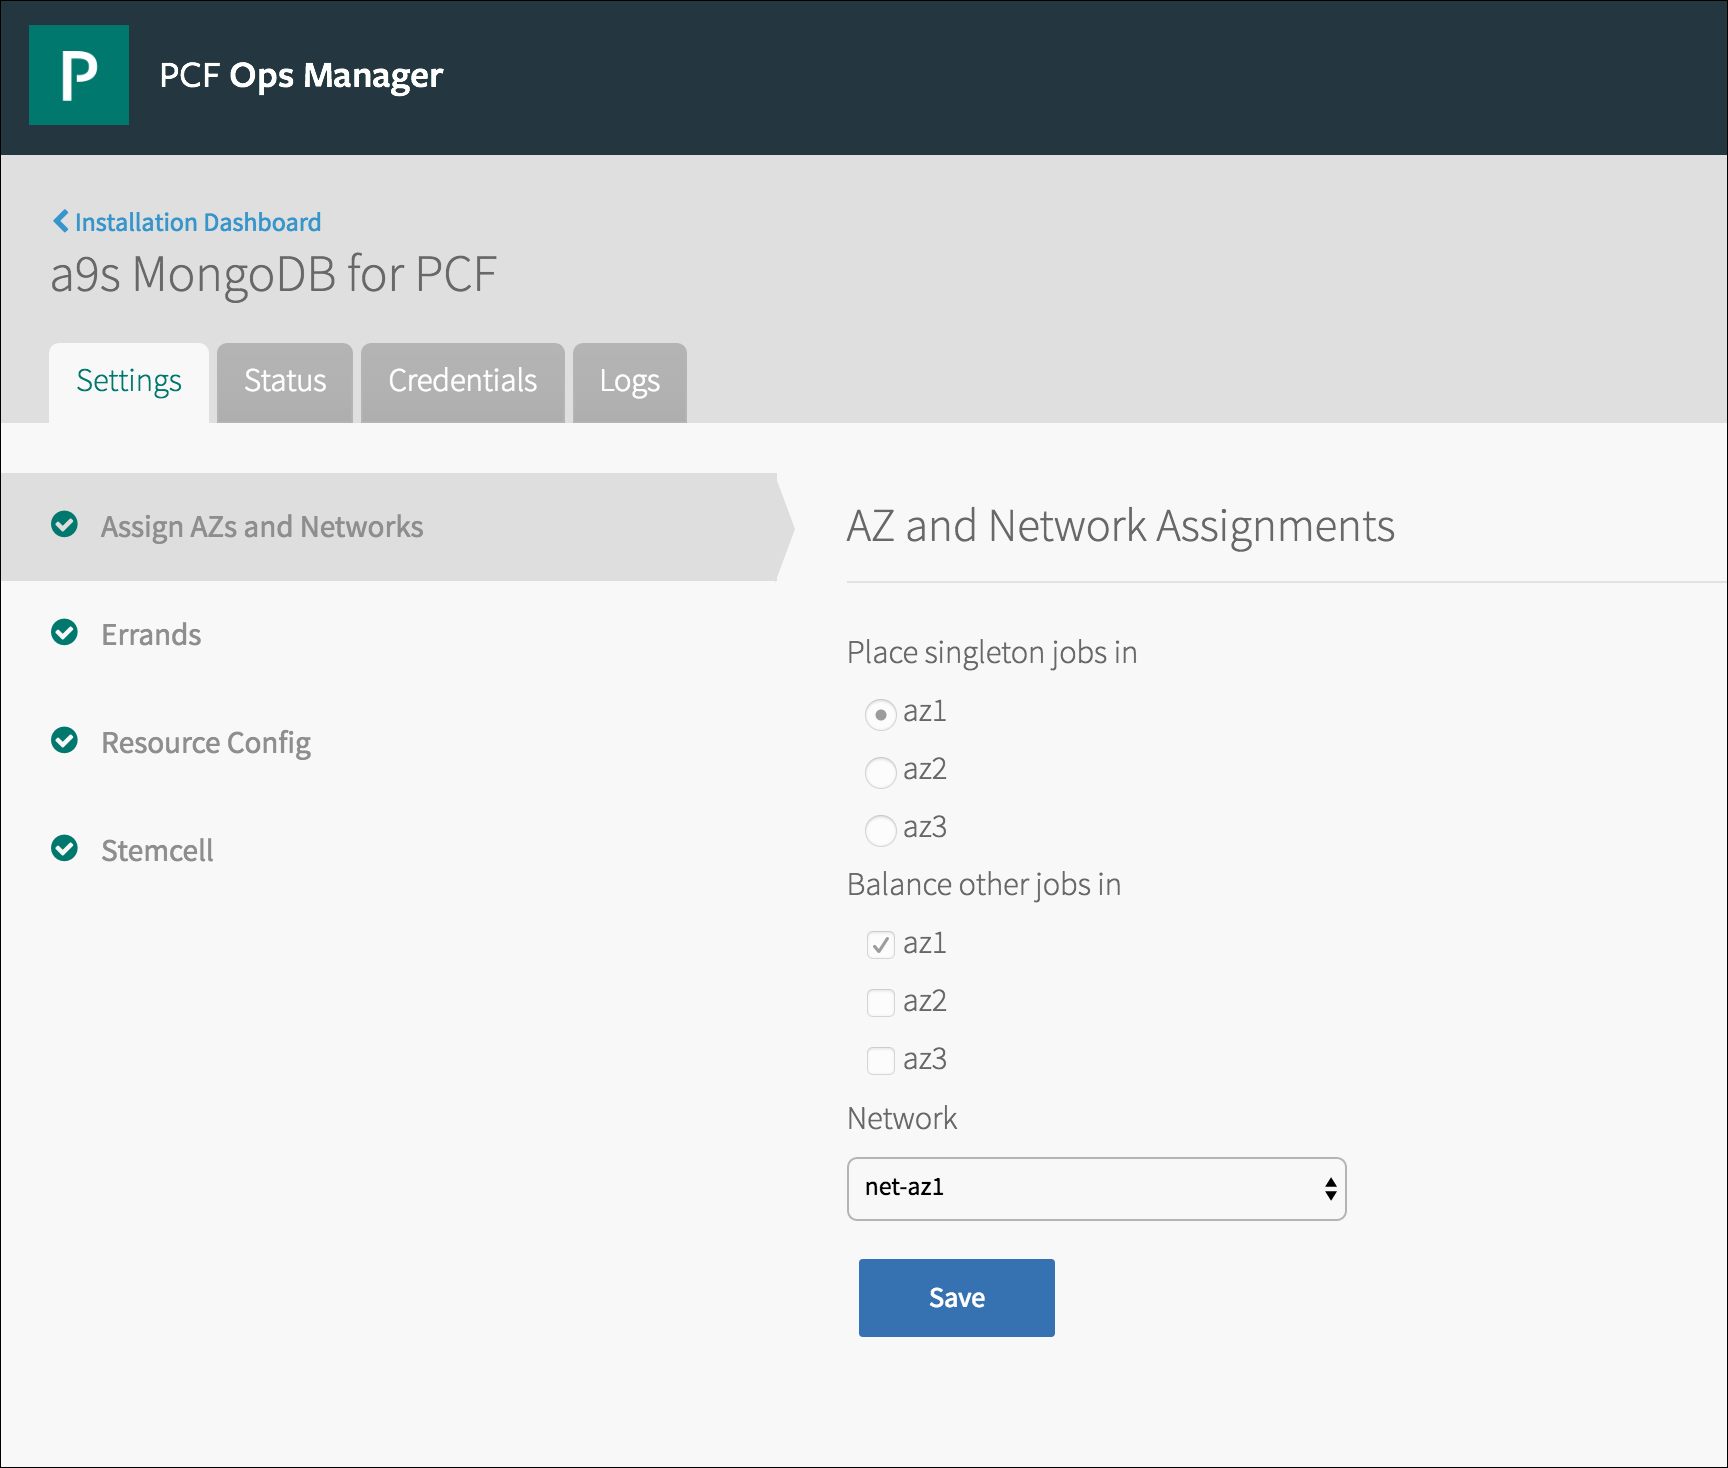 P
PCF Ops Manager
Installation Dashboard
a9s MongoDB for PCF
Settings
Status
Credentials
Logs
Assign AZs and Networks
Errands
Resource Config
Stemcell
AZ and Network Assignments
Place singleton jobs in
az1
az2
az3
Balance other jobs in
az1
az2
az3
Network
net-az1
Save